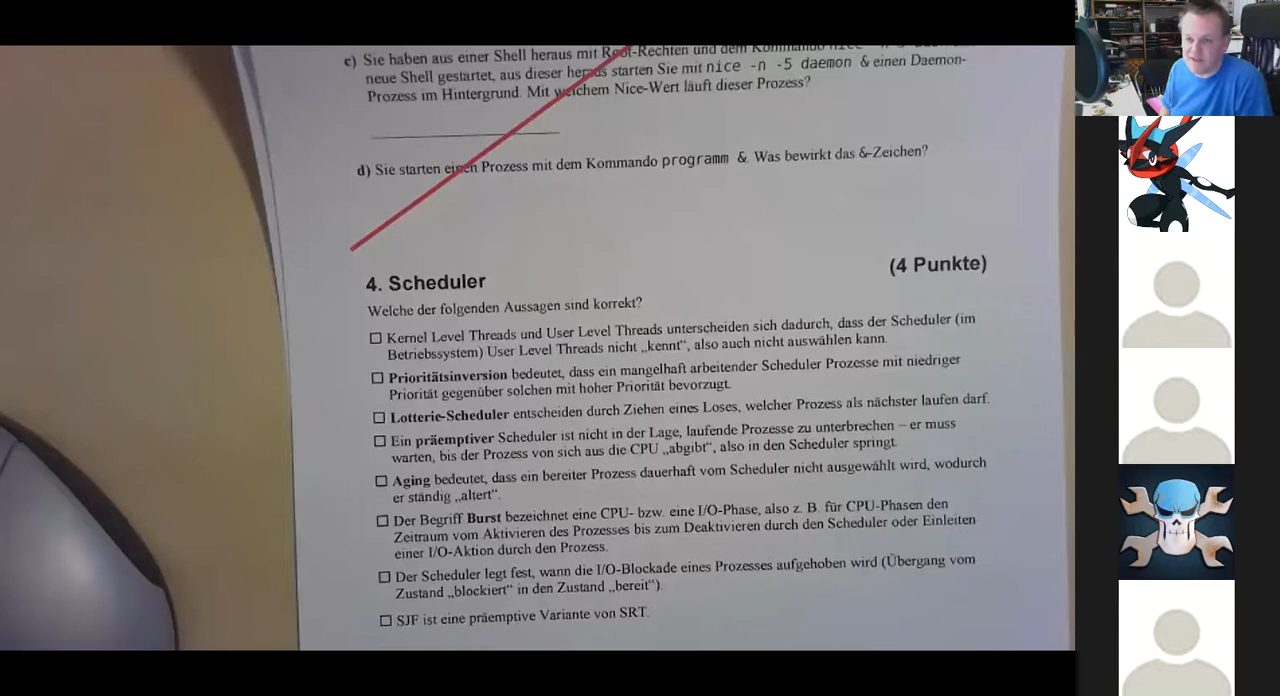 c) Sie haben aus einer Shell heraus mit Root-Rechten und dem Kommando nice
neue Shell gestartet, aus dieser heraus starten Sie mit nice -n -5 daemon & einen Daemon-
Prozess im Hintergrund. Mit welchem Nice-Wert läuft dieser Prozess?
d) Sie starten einen Prozess mit dem Kommando programm &. Was bewirkt das &-Zeichen?
4. Scheduler (4 Punkte)
Welche der folgenden Aussagen sind korrekt?
☐ Kernel Level Threads und User Level Threads unterscheiden sich dadurch, dass der Scheduler (im
Betriebssystem) User Level Threads nicht „kennt“, also auch nicht auswählen kann.
☐ Prioritätsinversion bedeutet, dass ein mangelhaft arbeitender Scheduler Prozesse mit niedriger
Priorität gegenüber solchen mit hoher Priorität bevorzugt.
☐ Lotterie-Scheduler entscheiden durch Ziehen eines Loses, welcher Prozess als nächster laufen darf.
☐ Ein präemptiver Scheduler ist nicht in der Lage, laufende Prozesse zu unterbrechen – er muss
warten, bis der Prozess von sich aus die CPU „abgibt“, also in den Scheduler springt.
☐ Aging bedeutet, dass ein bereiter Prozess dauerhaft vom Scheduler nicht ausgewählt wird, wodurch
er ständig „altert“.
☐ Der Begriff Burst bezeichnet eine CPU- bzw. eine I/O-Phase, also z. B. für CPU-Phasen den
Zeitraum vom Aktivieren des Prozesses bis zum Deaktivieren durch den Scheduler oder Einleiten
einer I/O-Aktion durch den Prozess.
☐ Der Scheduler legt fest, wann die I/O-Blockade eines Prozesses aufgehoben wird (Übergang vom
Zustand „blockiert“ in den Zustand „bereit“).
☐ SJF ist eine präemptive Variante von SRT.